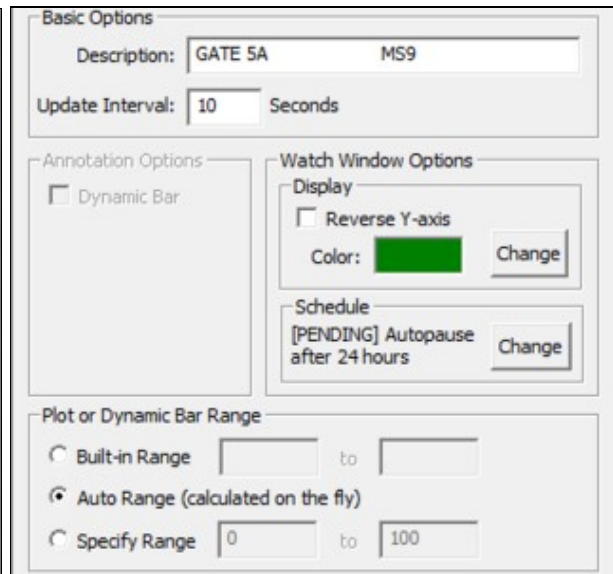 Basic Options
Description: GATE 5A MS9
Update Interval: 10 Seconds
Annotation Options
Dynamic Bar
Watch Window Options
Display
Reverse Y-axis
Color: Change
Schedule
[PENDING] Autopause
after 24 hours
Change
Plot or Dynamic Bar Range
Built-in Range to
Auto Range (calculated on the fly)
Specify Range 0 to 100